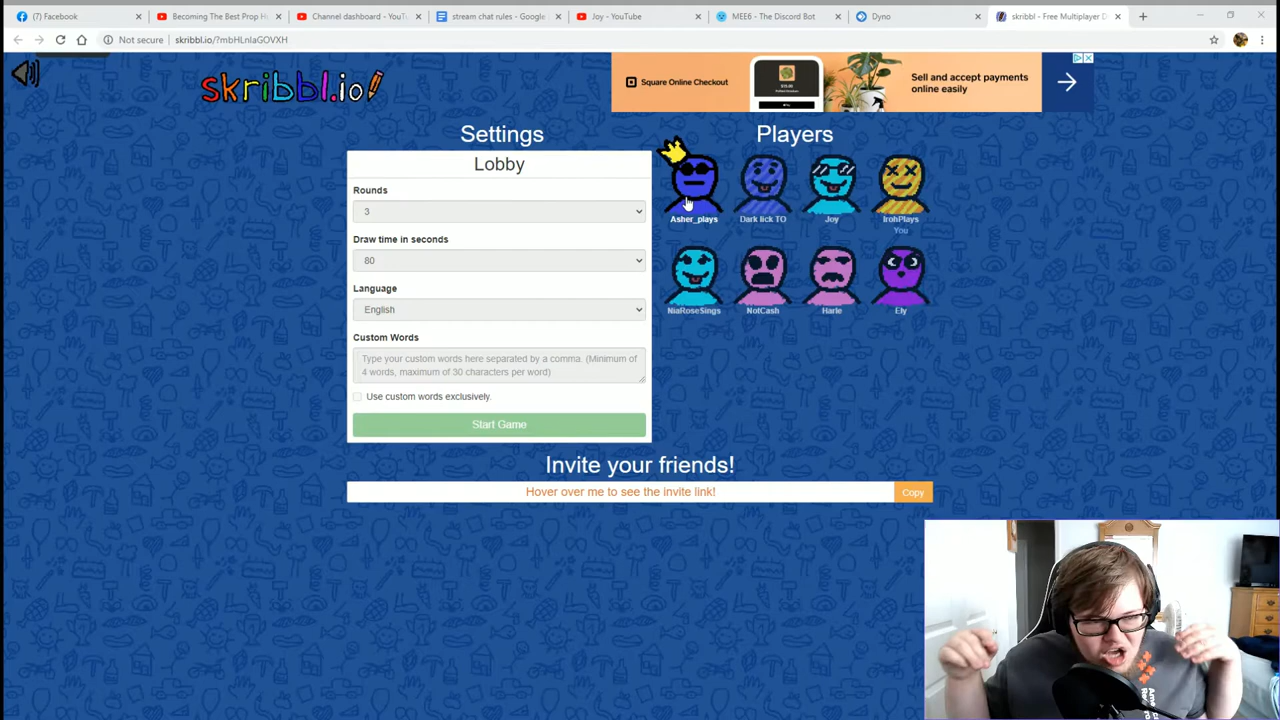 (7) Facebook
Becoming The Best Prop H
Channel dashboard - YouT
stream chat rules - Google
Joy - YouTube
MEE6 - The Discord Bot
Dyno
skribbl - Free Multiplayer D
Not secure
skribbl.io/?mbHLnlaGOVXH
skribbl.io
Square Online Checkout
Sell and accept payments
online easily
Settings
Players
Lobby
Rounds
3
Draw time in seconds
80
Language
English
Custom Words
Type your custom words here separated by a comma. (Minimum of
4 words, maximum of 30 characters per word)
Use custom words exclusively.
Start Game
Asher_plays
Dark lick TO
Joy
IrohPlays
You
NiaRoseSings
NotCash
Harle
Ely
Invite your friends!
Hover over me to see the invite link!
Copy